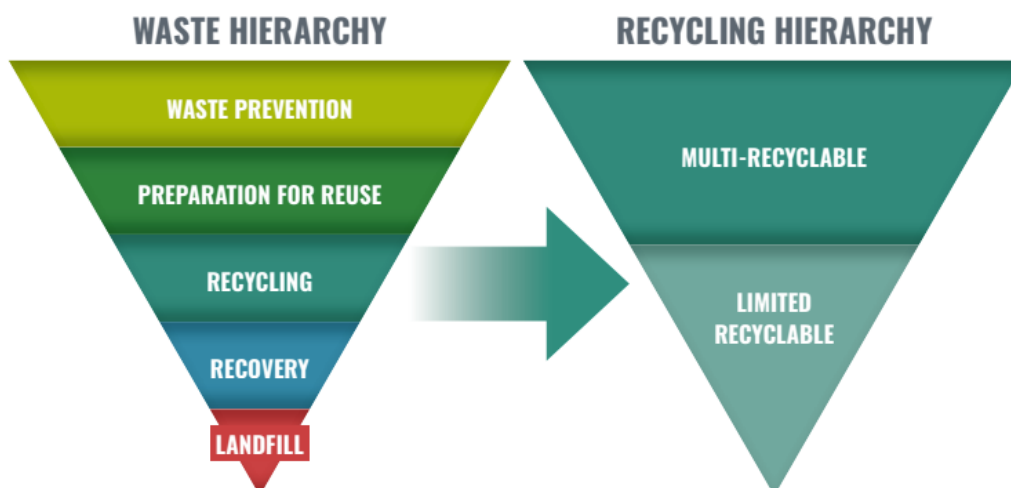 WASTE HIERARCHY
WASTE PREVENTION
PREPARATION FOR REUSE
RECYCLING
RECOVERY
LANDFILL
RECYCLING HIERARCHY
MULTI-RECYCLABLE
LIMITED
RECYCLABLE